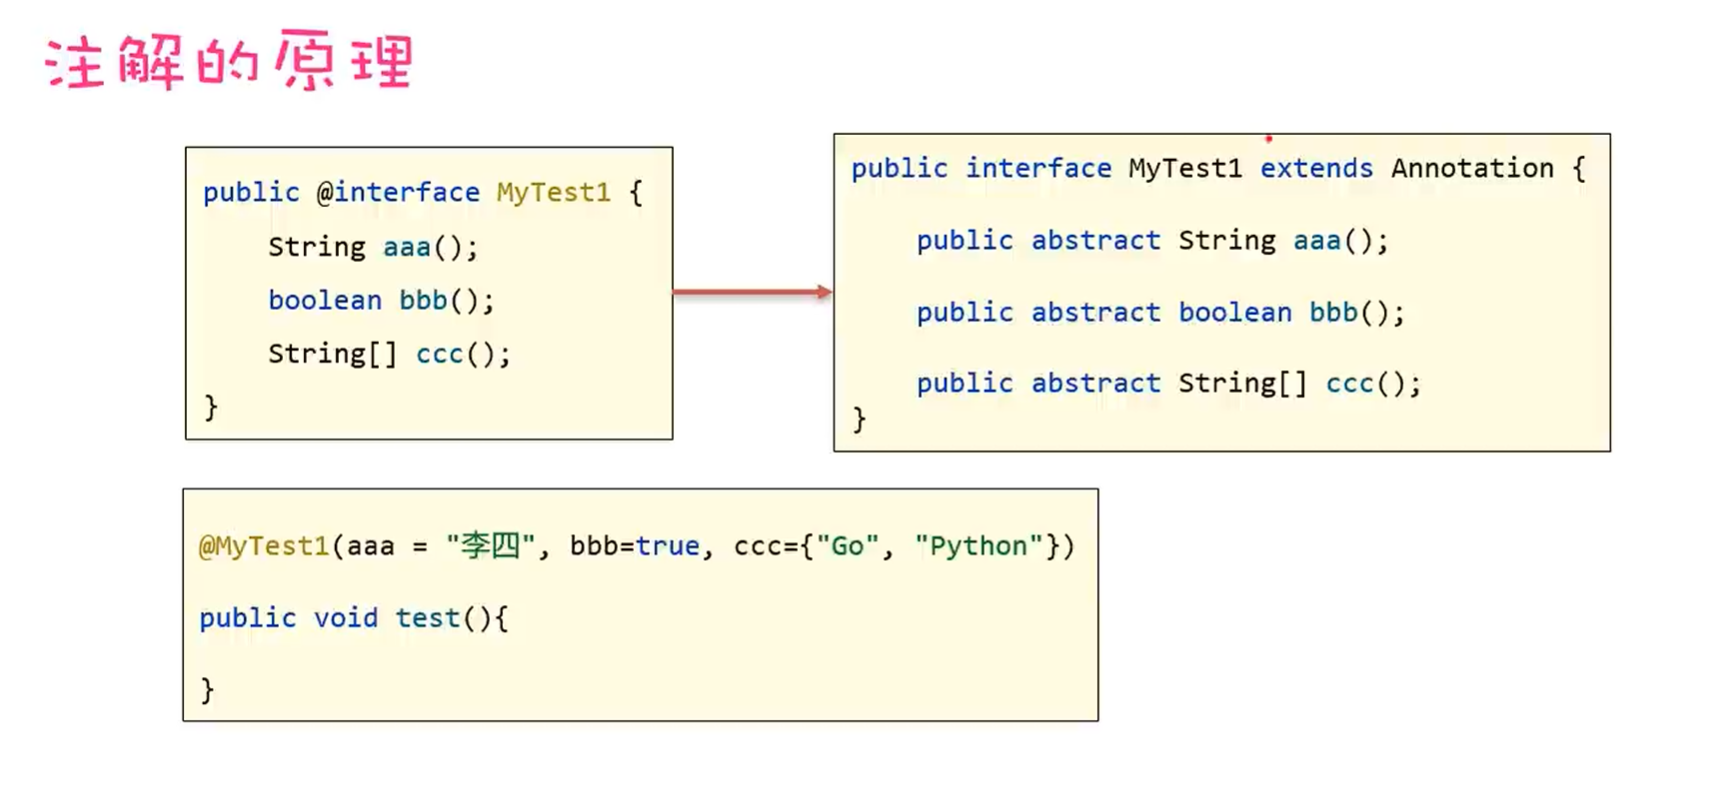 注解的原理
public @interface MyTest1 {
String aaa();
boolean bbb();
String[] ccc();
}
public interface MyTest1 extends Annotation {
public abstract String aaa();
public abstract boolean bbb();
public abstract String[] ccc();
}
@MyTest1(aaa = "李四", bbb=true, ccc={"Go", "Python"})
public void test(){
}